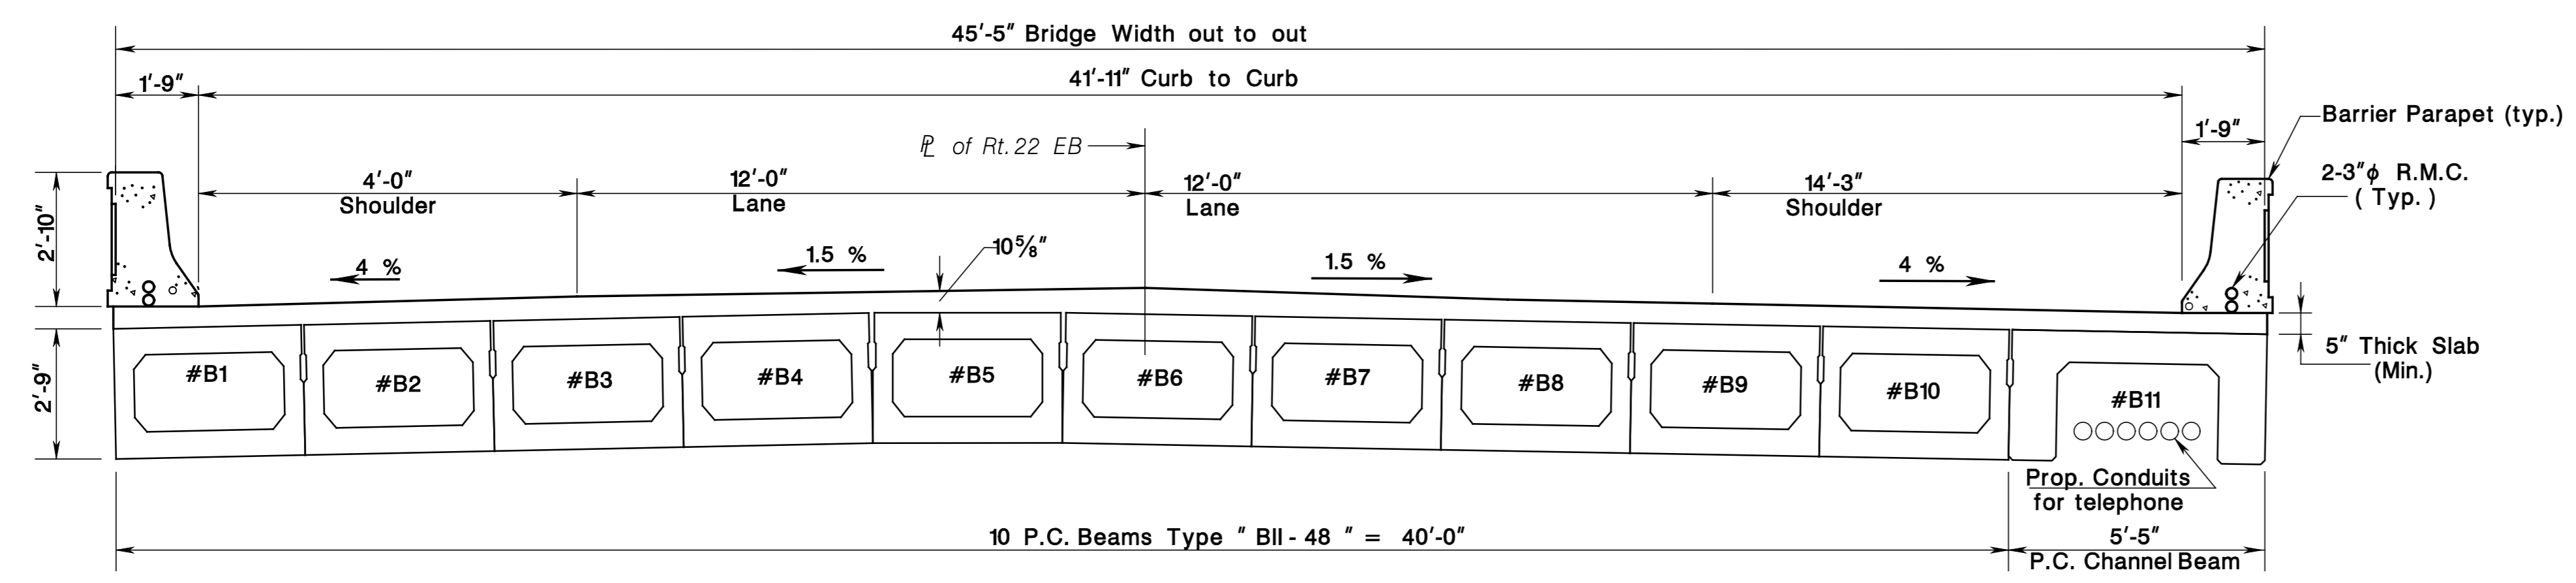 45'-5" Bridge Width out to out
41'-11" Curb to Curb
1'-9"
1'-9"
Barrier Parapet (typ.)
℄ of Rt. 22 EB
2-3"ϕ R.M.C.
( Typ. )
4'-0"
Shoulder
12'-0"
Lane
12'-0"
Lane
14'-3"
Shoulder
2'-10"
4 %
1.5 %
10⅝"
1.5 %
4 %
5" Thick Slab
(Min.)
2'-9"
#B1
#B2
#B3
#B4
#B5
#B6
#B7
#B8
#B9
#B10
#B11
Prop. Conduits
for telephone
10 P.C. Beams Type " BII - 48 " = 40'-0"
5'-5"
P.C. Channel Beam